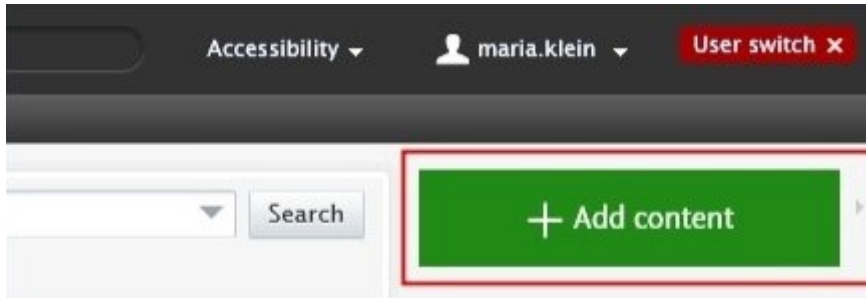 Accessibility
maria.klein
User switch ×
Search
+ Add content